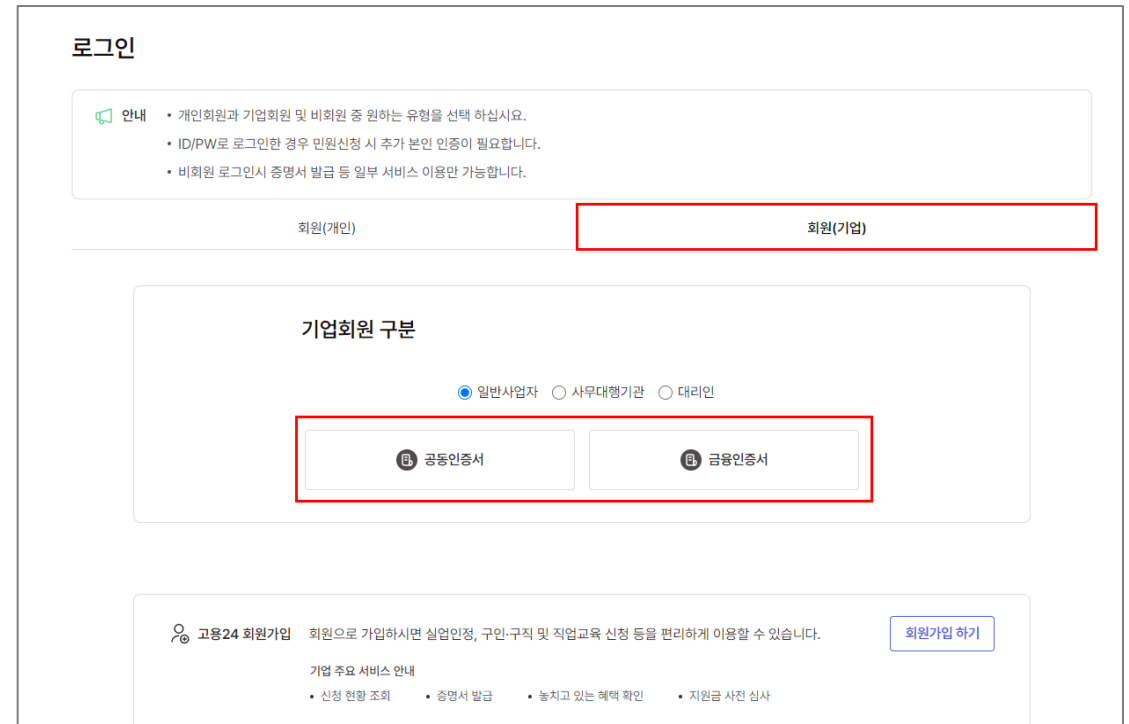 로그인
안내
• 개인회원과 기업회원 및 비회원 중 원하는 유형을 선택 하십시요.
• ID/PW로 로그인한 경우 민원신청 시 추가 본인 인증이 필요합니다.
• 비회원 로그인시 증명서 발급 등 일부 서비스 이용만 가능합니다.
회원(개인) 회원(기업)
기업회원 구분
일반사업자 사무대행기관 대리인
공동인증서 금융인증서
고용24 회원가입 회원으로 가입하시면 실업인정, 구인·구직 및 직업교육 신청 등을 편리하게 이용할 수 있습니다. 회원가입 하기
기업 주요 서비스 안내
• 신청 현황 조회 • 증명서 발급 • 놓치고 있는 혜택 확인 • 지원금 사전 심사